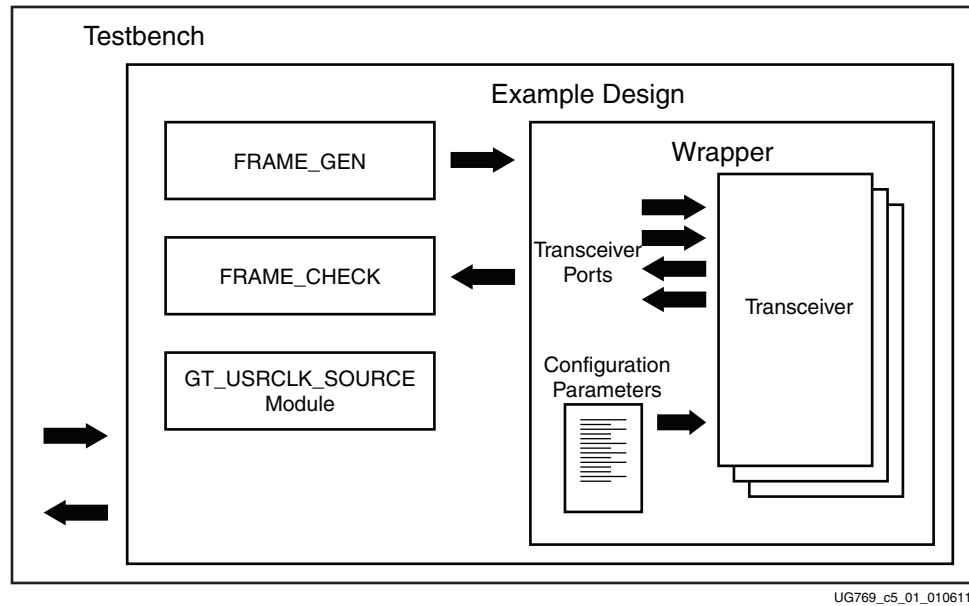 Testbench
Example Design
FRAME_GEN
Wrapper
FRAME_CHECK
Transceiver
Ports
Transceiver
GT_USRCLK_SOURCE
Module
Configuration
Parameters
UG769_c5_01_010611